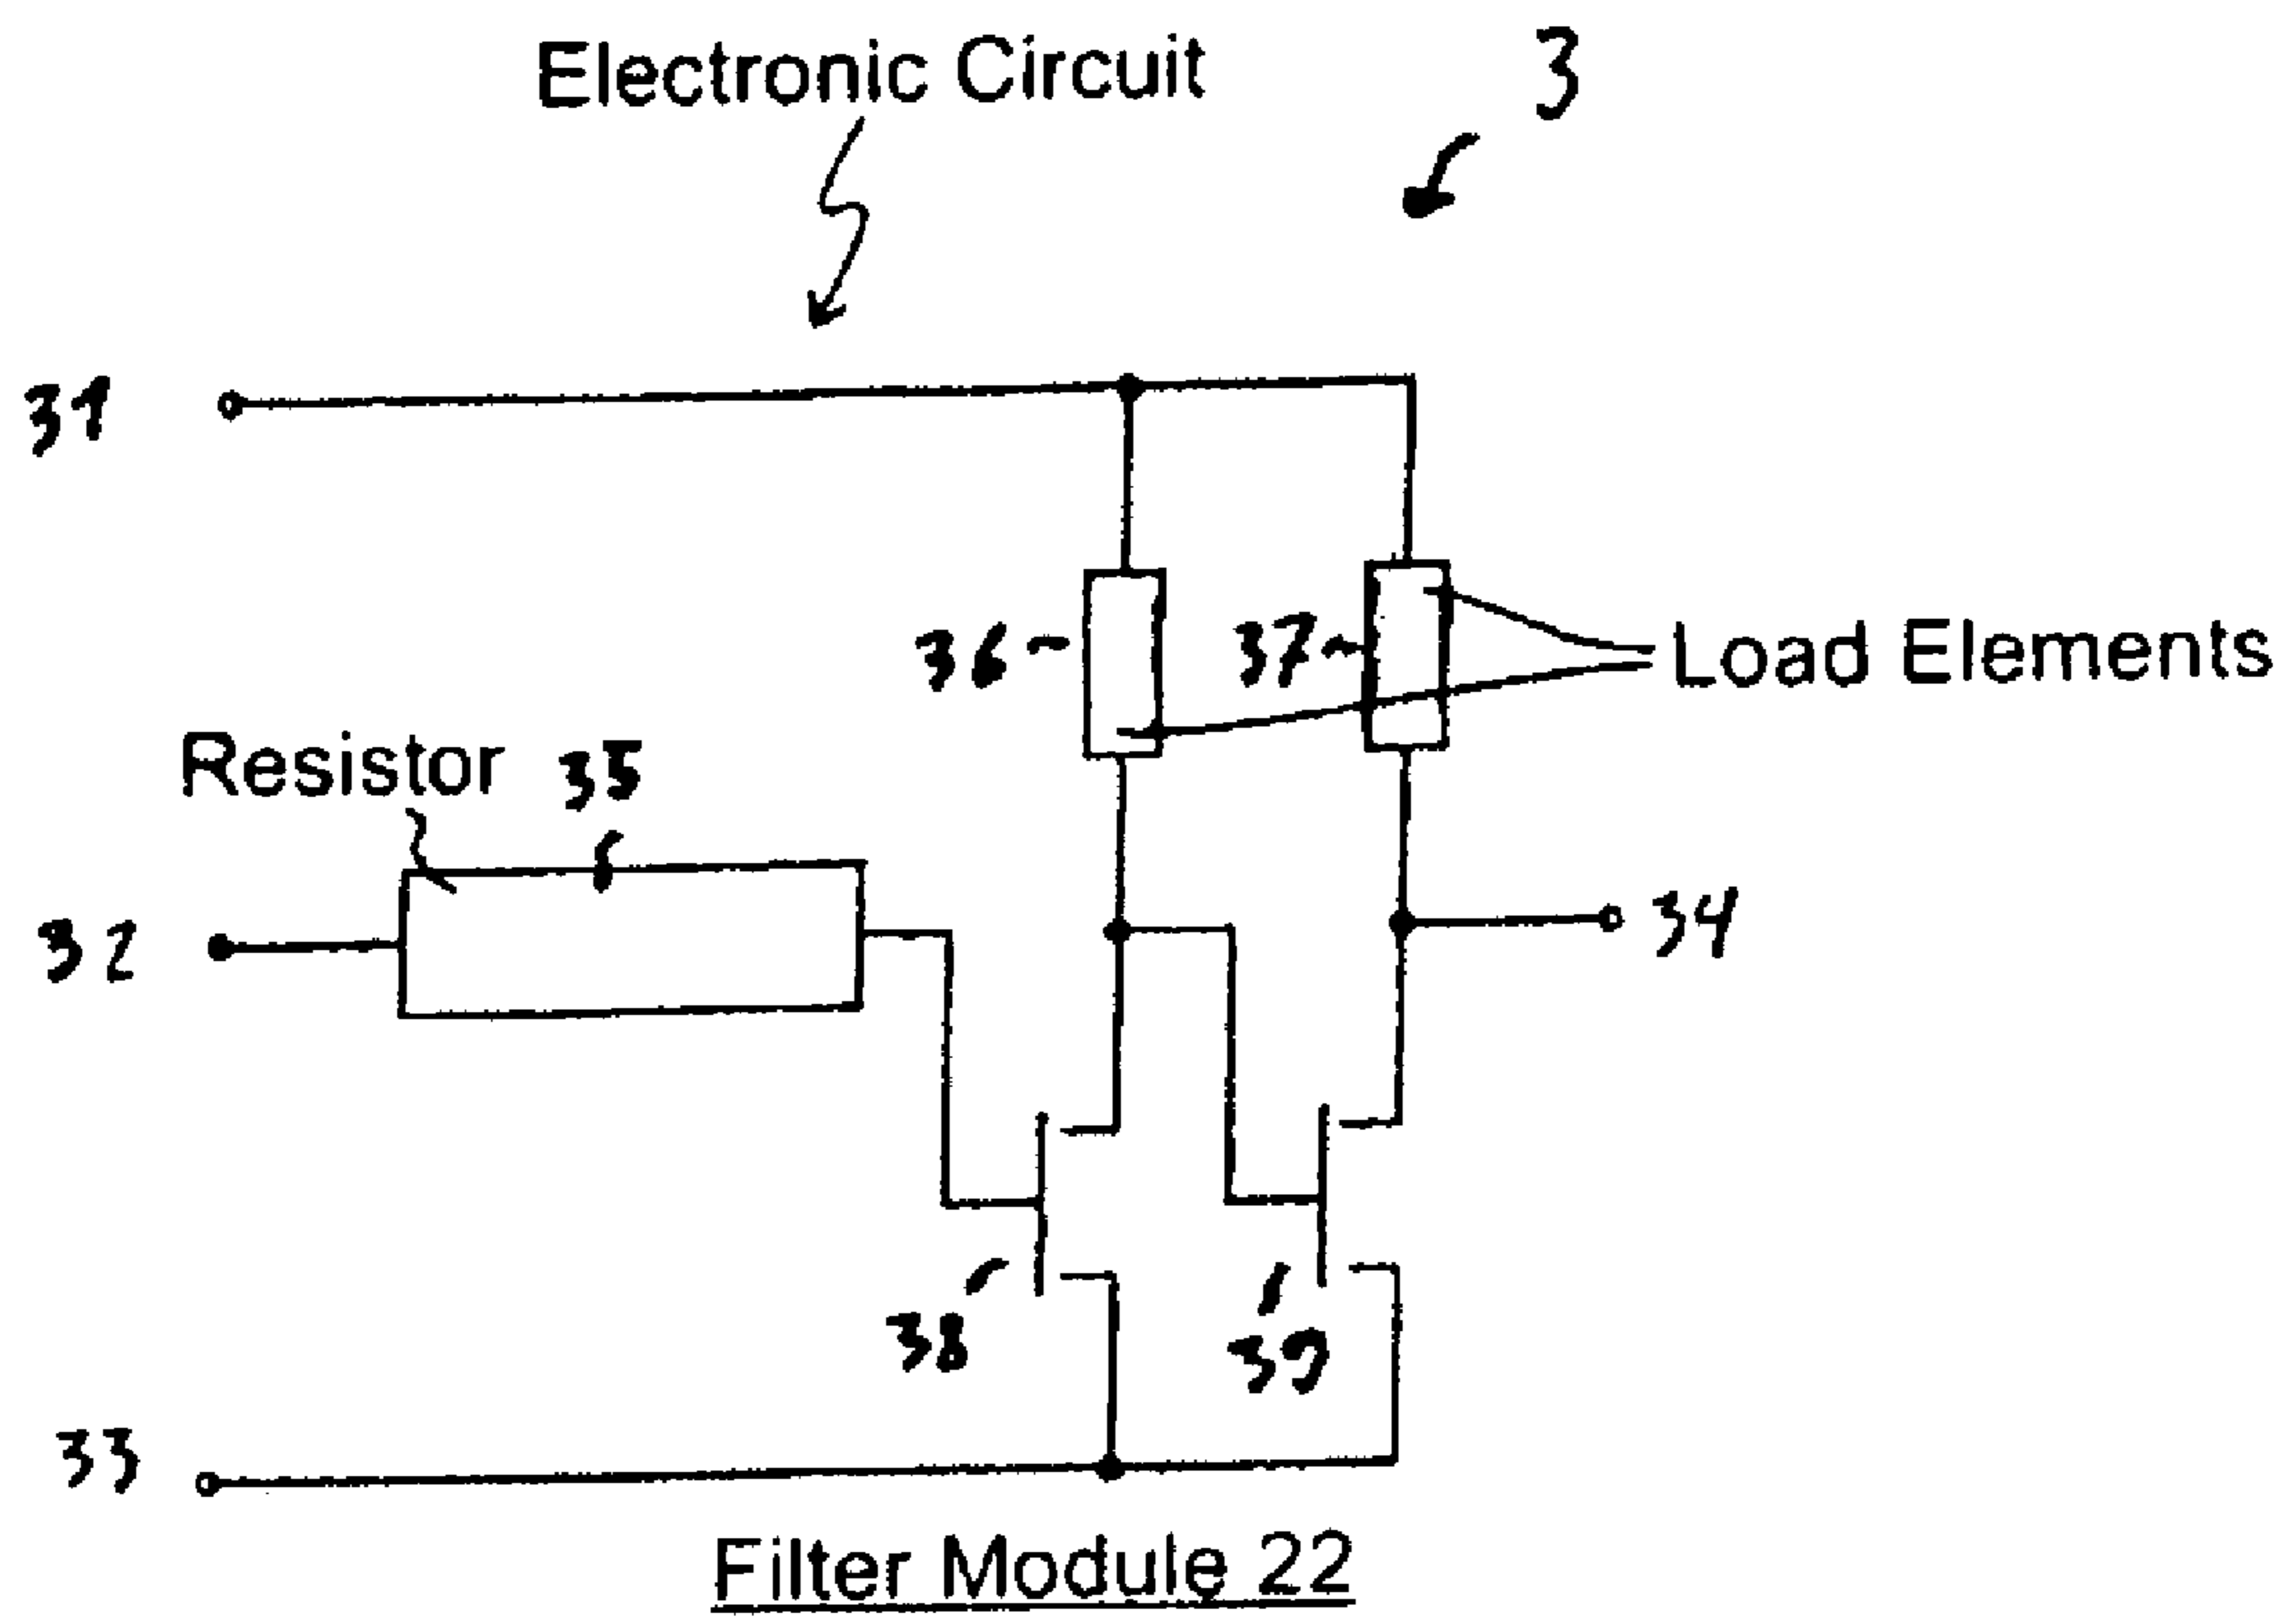 Electronic Circuit
3
31
36
37
Load Elements
Resistor
35
32
34
38
39
33
Filter Module 22